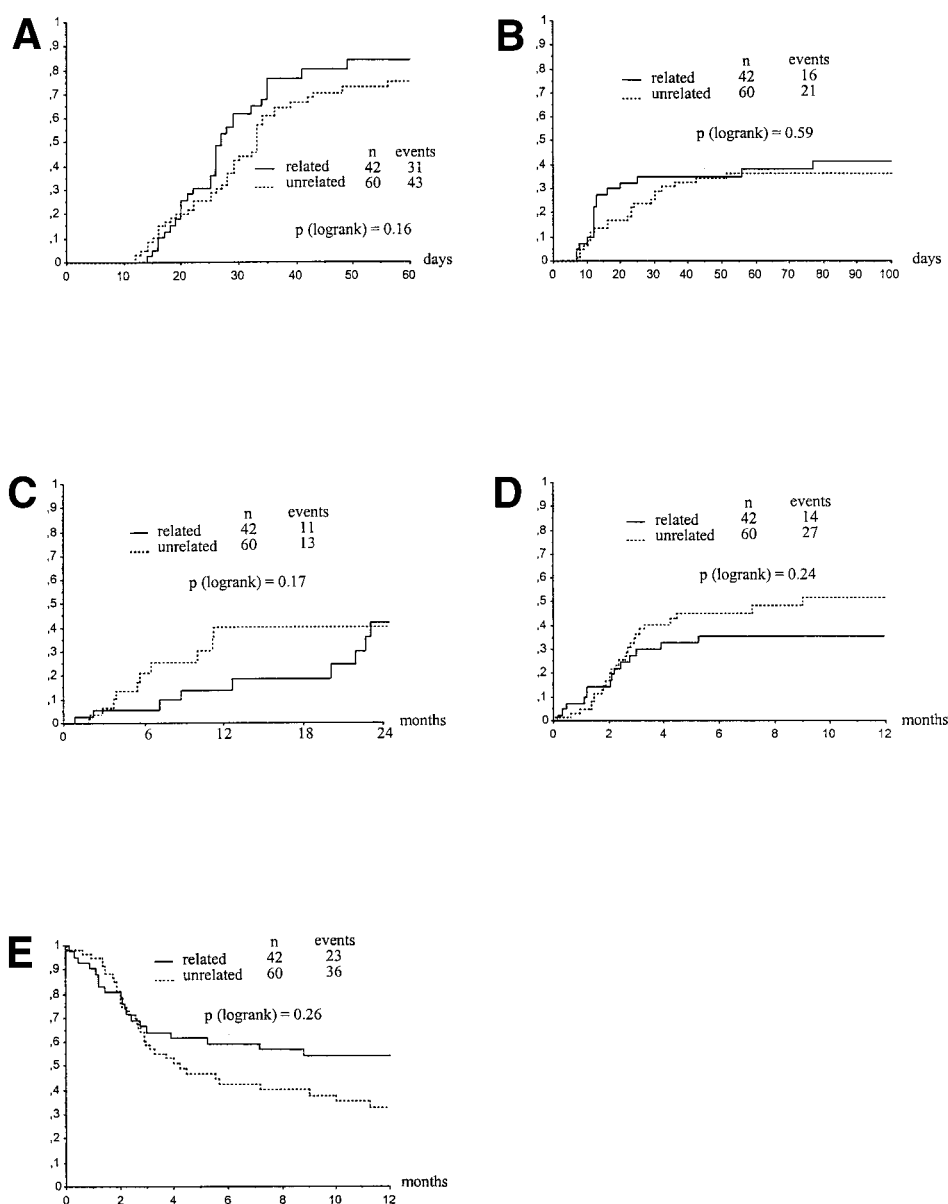 A
1
,9
,8
,7
,6
,5
,4
,3
,2
,1
0
n events
related 42 31
unrelated 60 43
p (logrank) = 0.16
0 10 20 30 40 50 60 days
B
1
,9
,8
,7
,6
,5
,4
,3
,2
,1
0
n events
related 42 16
unrelated 60 21
p (logrank) = 0.59
0 10 20 30 40 50 60 70 80 90 100 days
C
1
,9
,8
,7
,6
,5
,4
,3
,2
,1
0
n events
related 42 11
unrelated 60 13
p (logrank) = 0.17
0 6 12 18 24 months
D
1
,9
,8
,7
,6
,5
,4
,3
,2
,1
0
n events
related 42 14
unrelated 60 27
p (logrank) = 0.24
0 2 4 6 8 10 12 months
E
1
,9
,8
,7
,6
,5
,4
,3
,2
,1
0
n events
related 42 23
unrelated 60 36
p (logrank) = 0.26
0 2 4 6 8 10 12 months